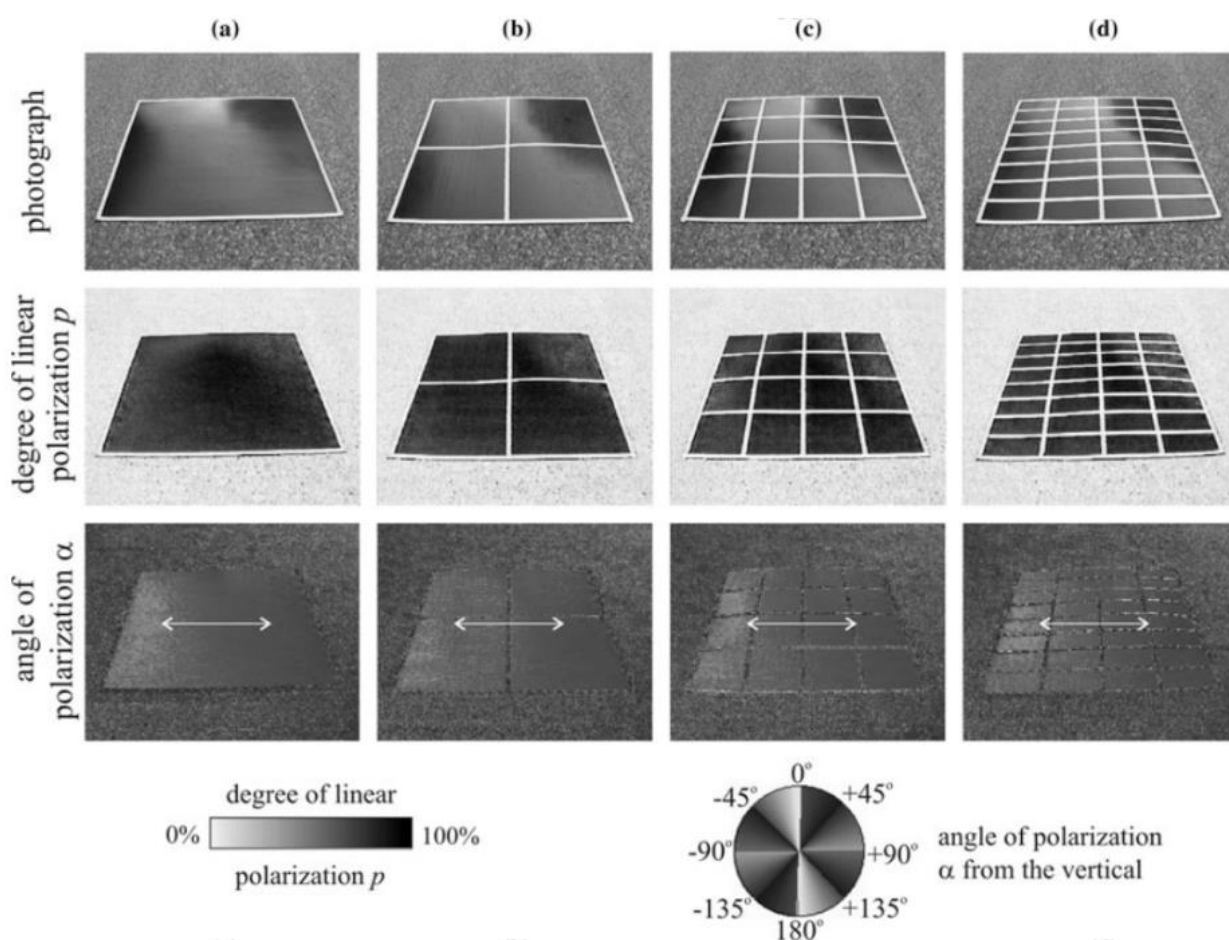 (a)
(b)
(c)
(d)
photograph
degree of linear
polarization p
angle of
polarization α
degree of linear
0%
100%
polarization p
0°
-45°
+45°
-90°
+90°
-135°
+135°
180°
angle of polarization
α from the vertical